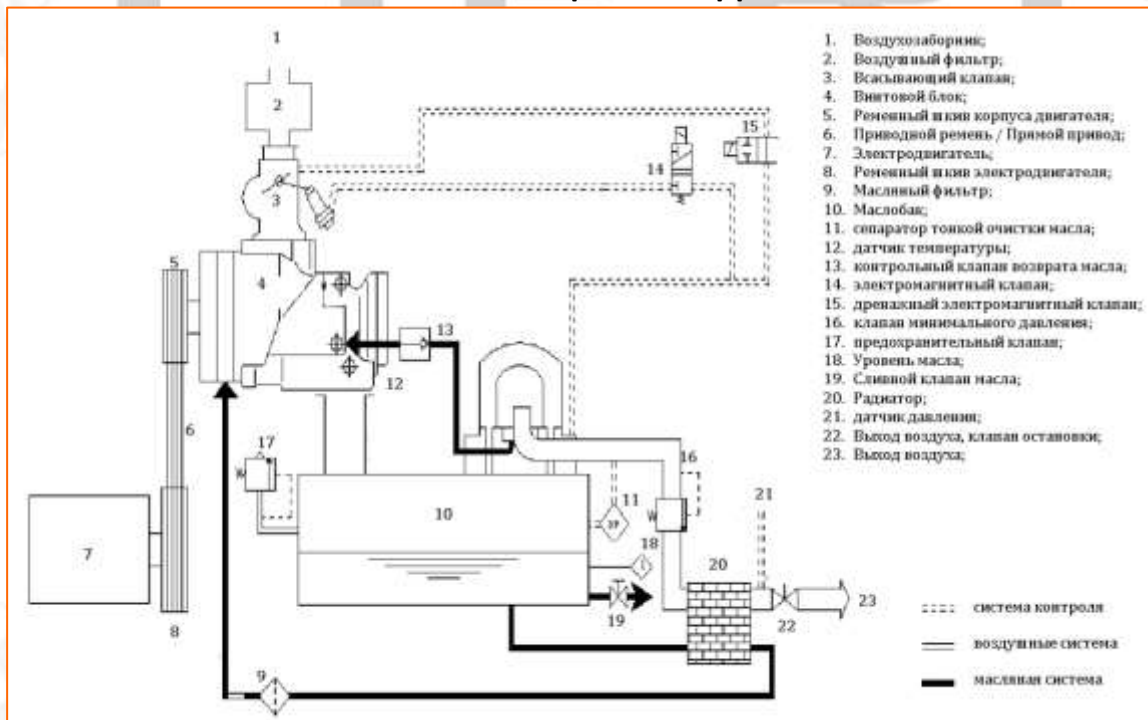 1. Воздухозаборник;
2. Воздушный фильтр;
3. Всасывающий клапан;
4. Винтовой блок;
5. Ременный шкив корпуса двигателя;
6. Приводной ремень / Прямой привод;
7. Электродвигатель;
8. Ременный шкив электродвигателя;
9. Масляный фильтр;
10. Маслобак;
11. сепаратор тонкой очистки масла;
12. датчик температуры;
13. контрольный клапан возврата масла;
14. электромагнитный клапан;
15. дренажный электромагнитный клапан;
16. клапан минимального давления;
17. предохранительный клапан;
18. Уровень масла;
19. Сливной клапан масла;
20. Радиатор;
21. датчик давления;
22. Выход воздуха, клапан остановки;
23. Выход воздуха;
1
2
15
14
3
5
4
13
12
6
17
16
11
21
10
18
20
7
19
22
23
8
9
система контроля
воздушные система
масляная система